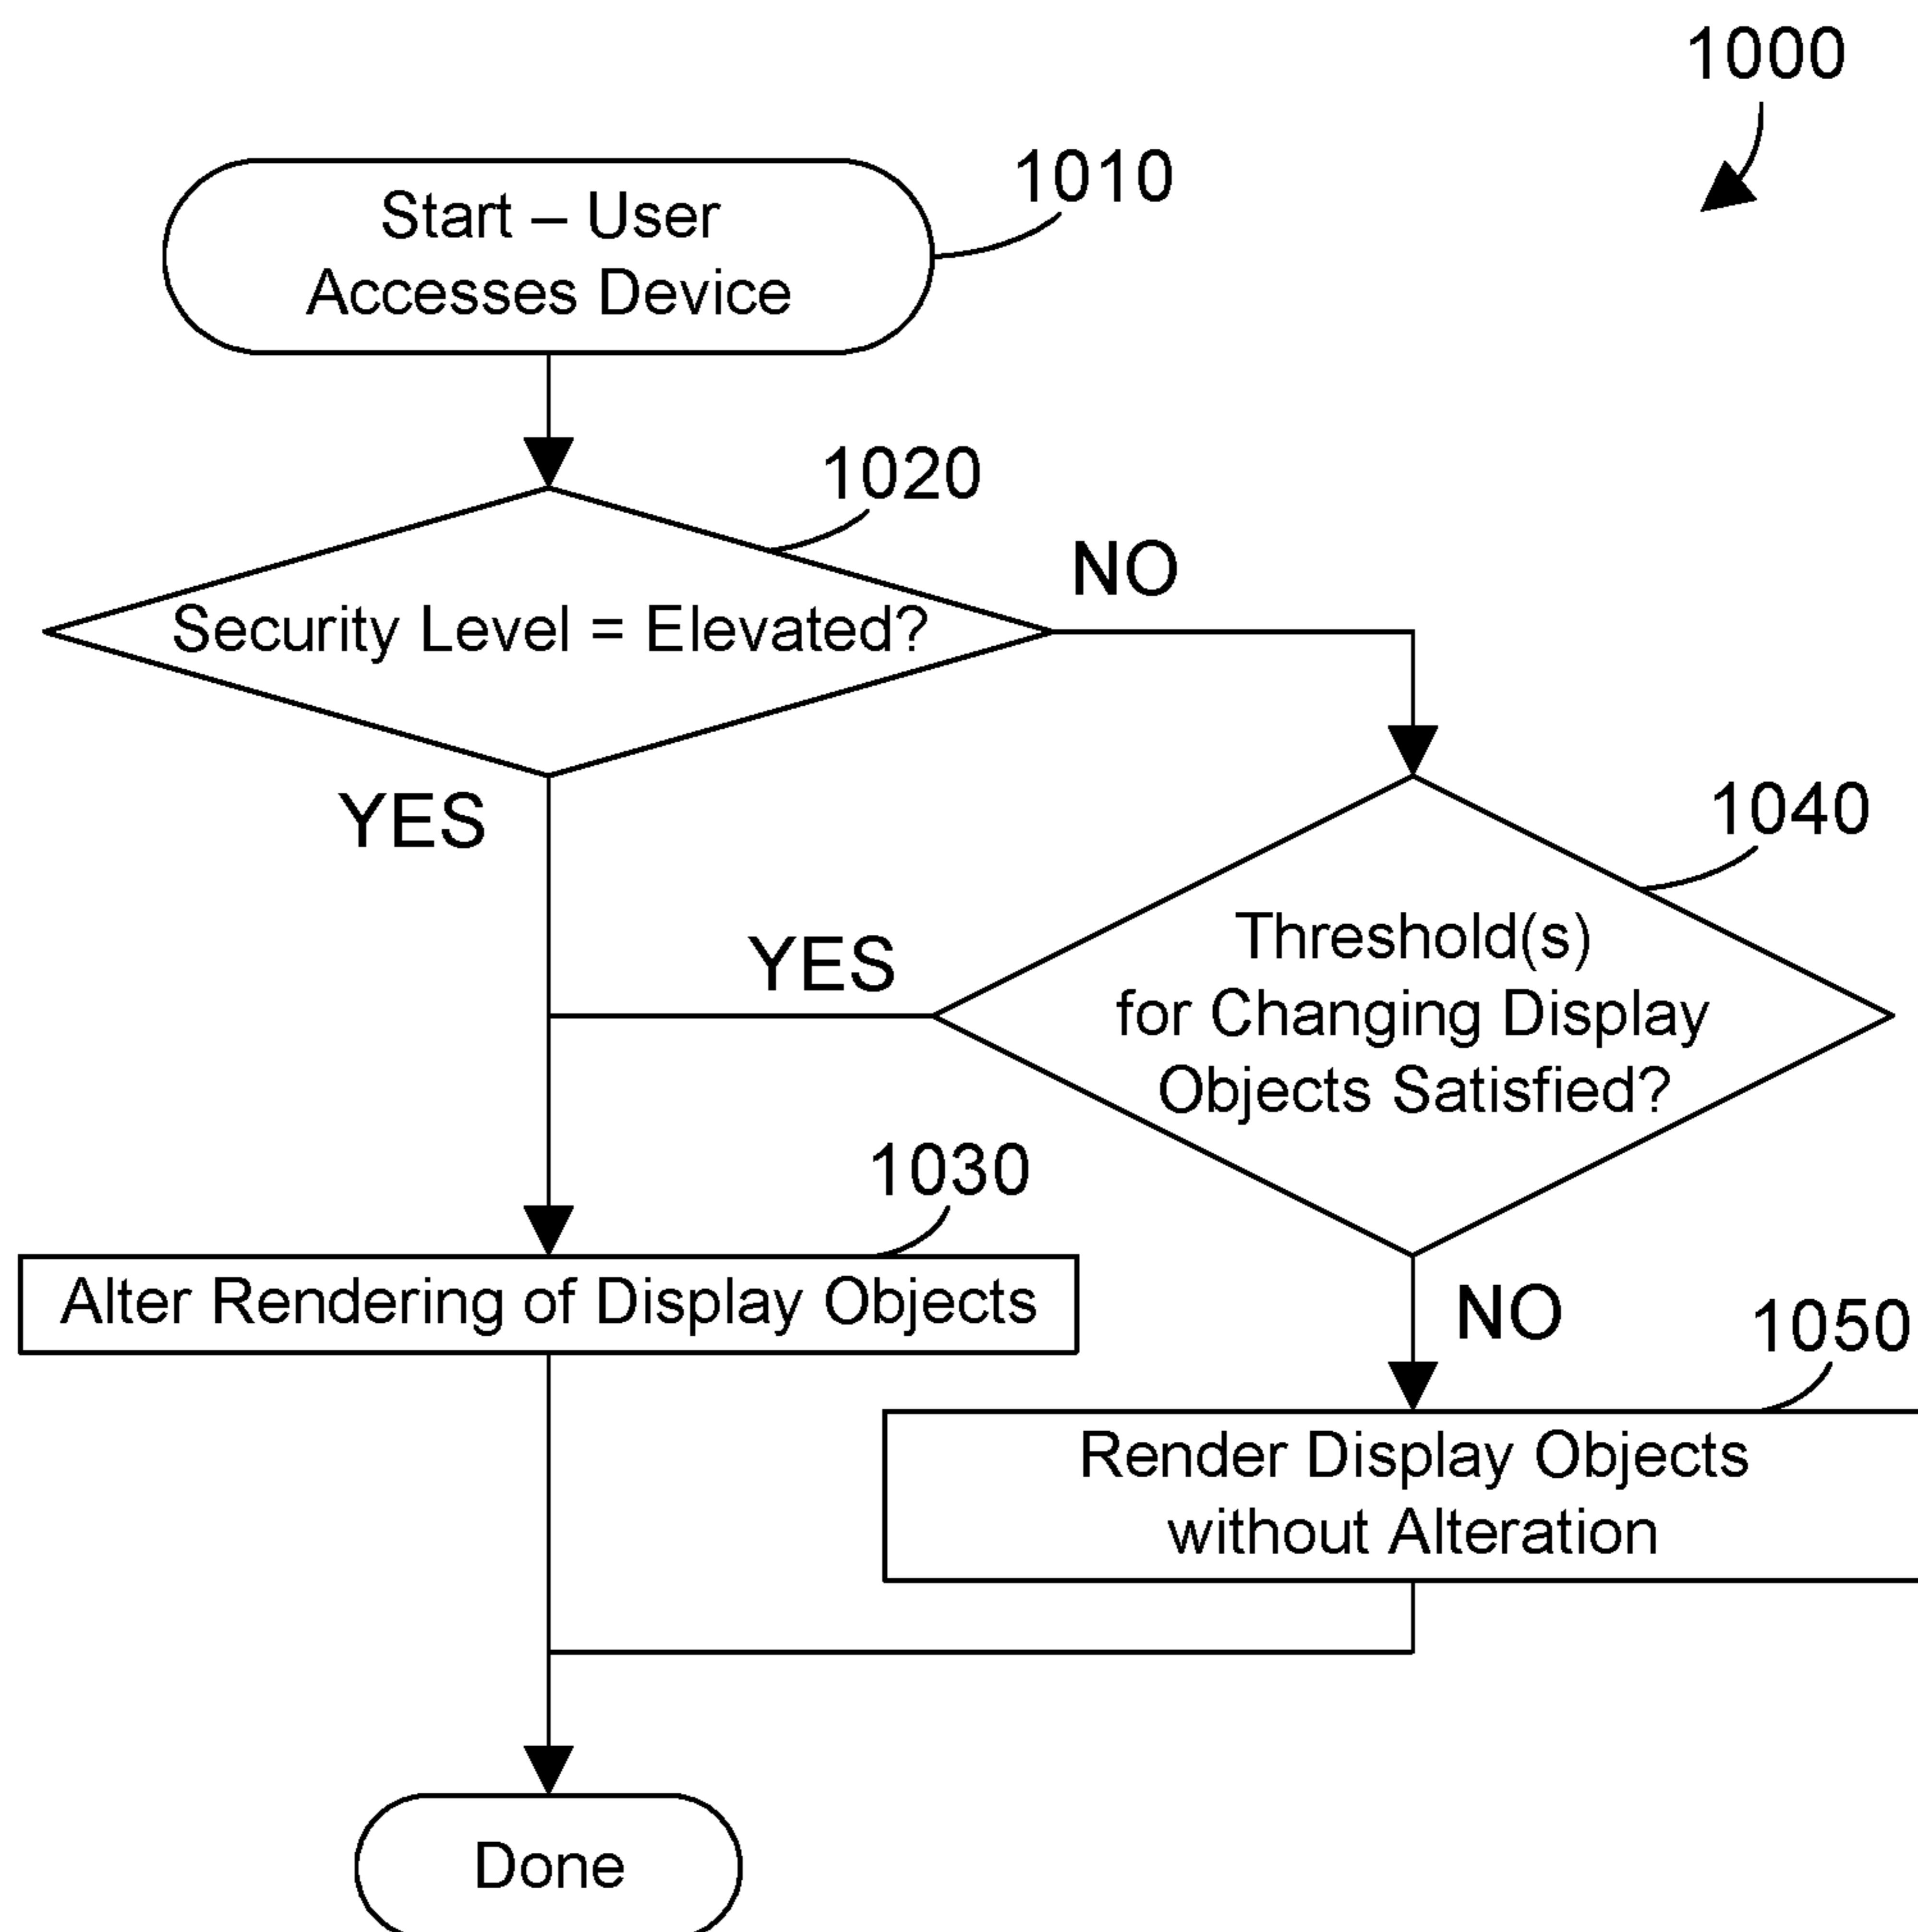 1000
1010
Start – User
Accesses Device
1020
NO
Security Level = Elevated?
YES
1040
YES
Threshold(s)
for Changing Display
Objects Satisfied?
1030
Alter Rendering of Display Objects
NO
1050
Render Display Objects
without Alteration
Done